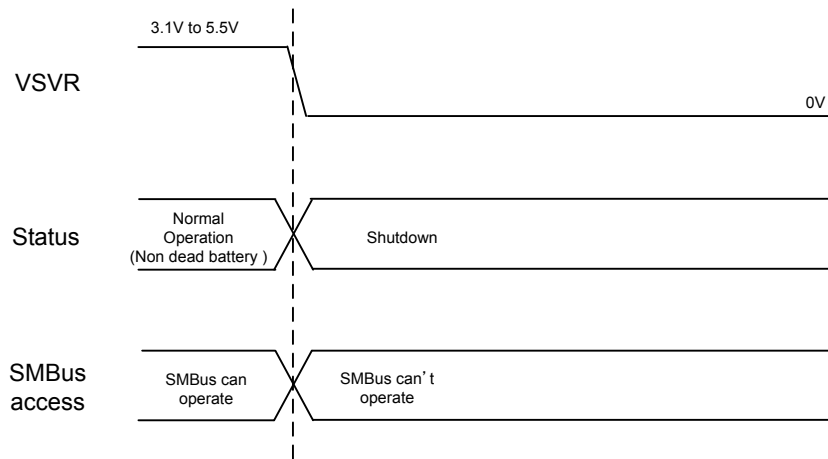 3.1V to 5.5V
VSVR
0V
Status
Normal
Operation
(Non dead battery )
Shutdown
SMBus
access
SMBus can
operate
SMBus can't
operate